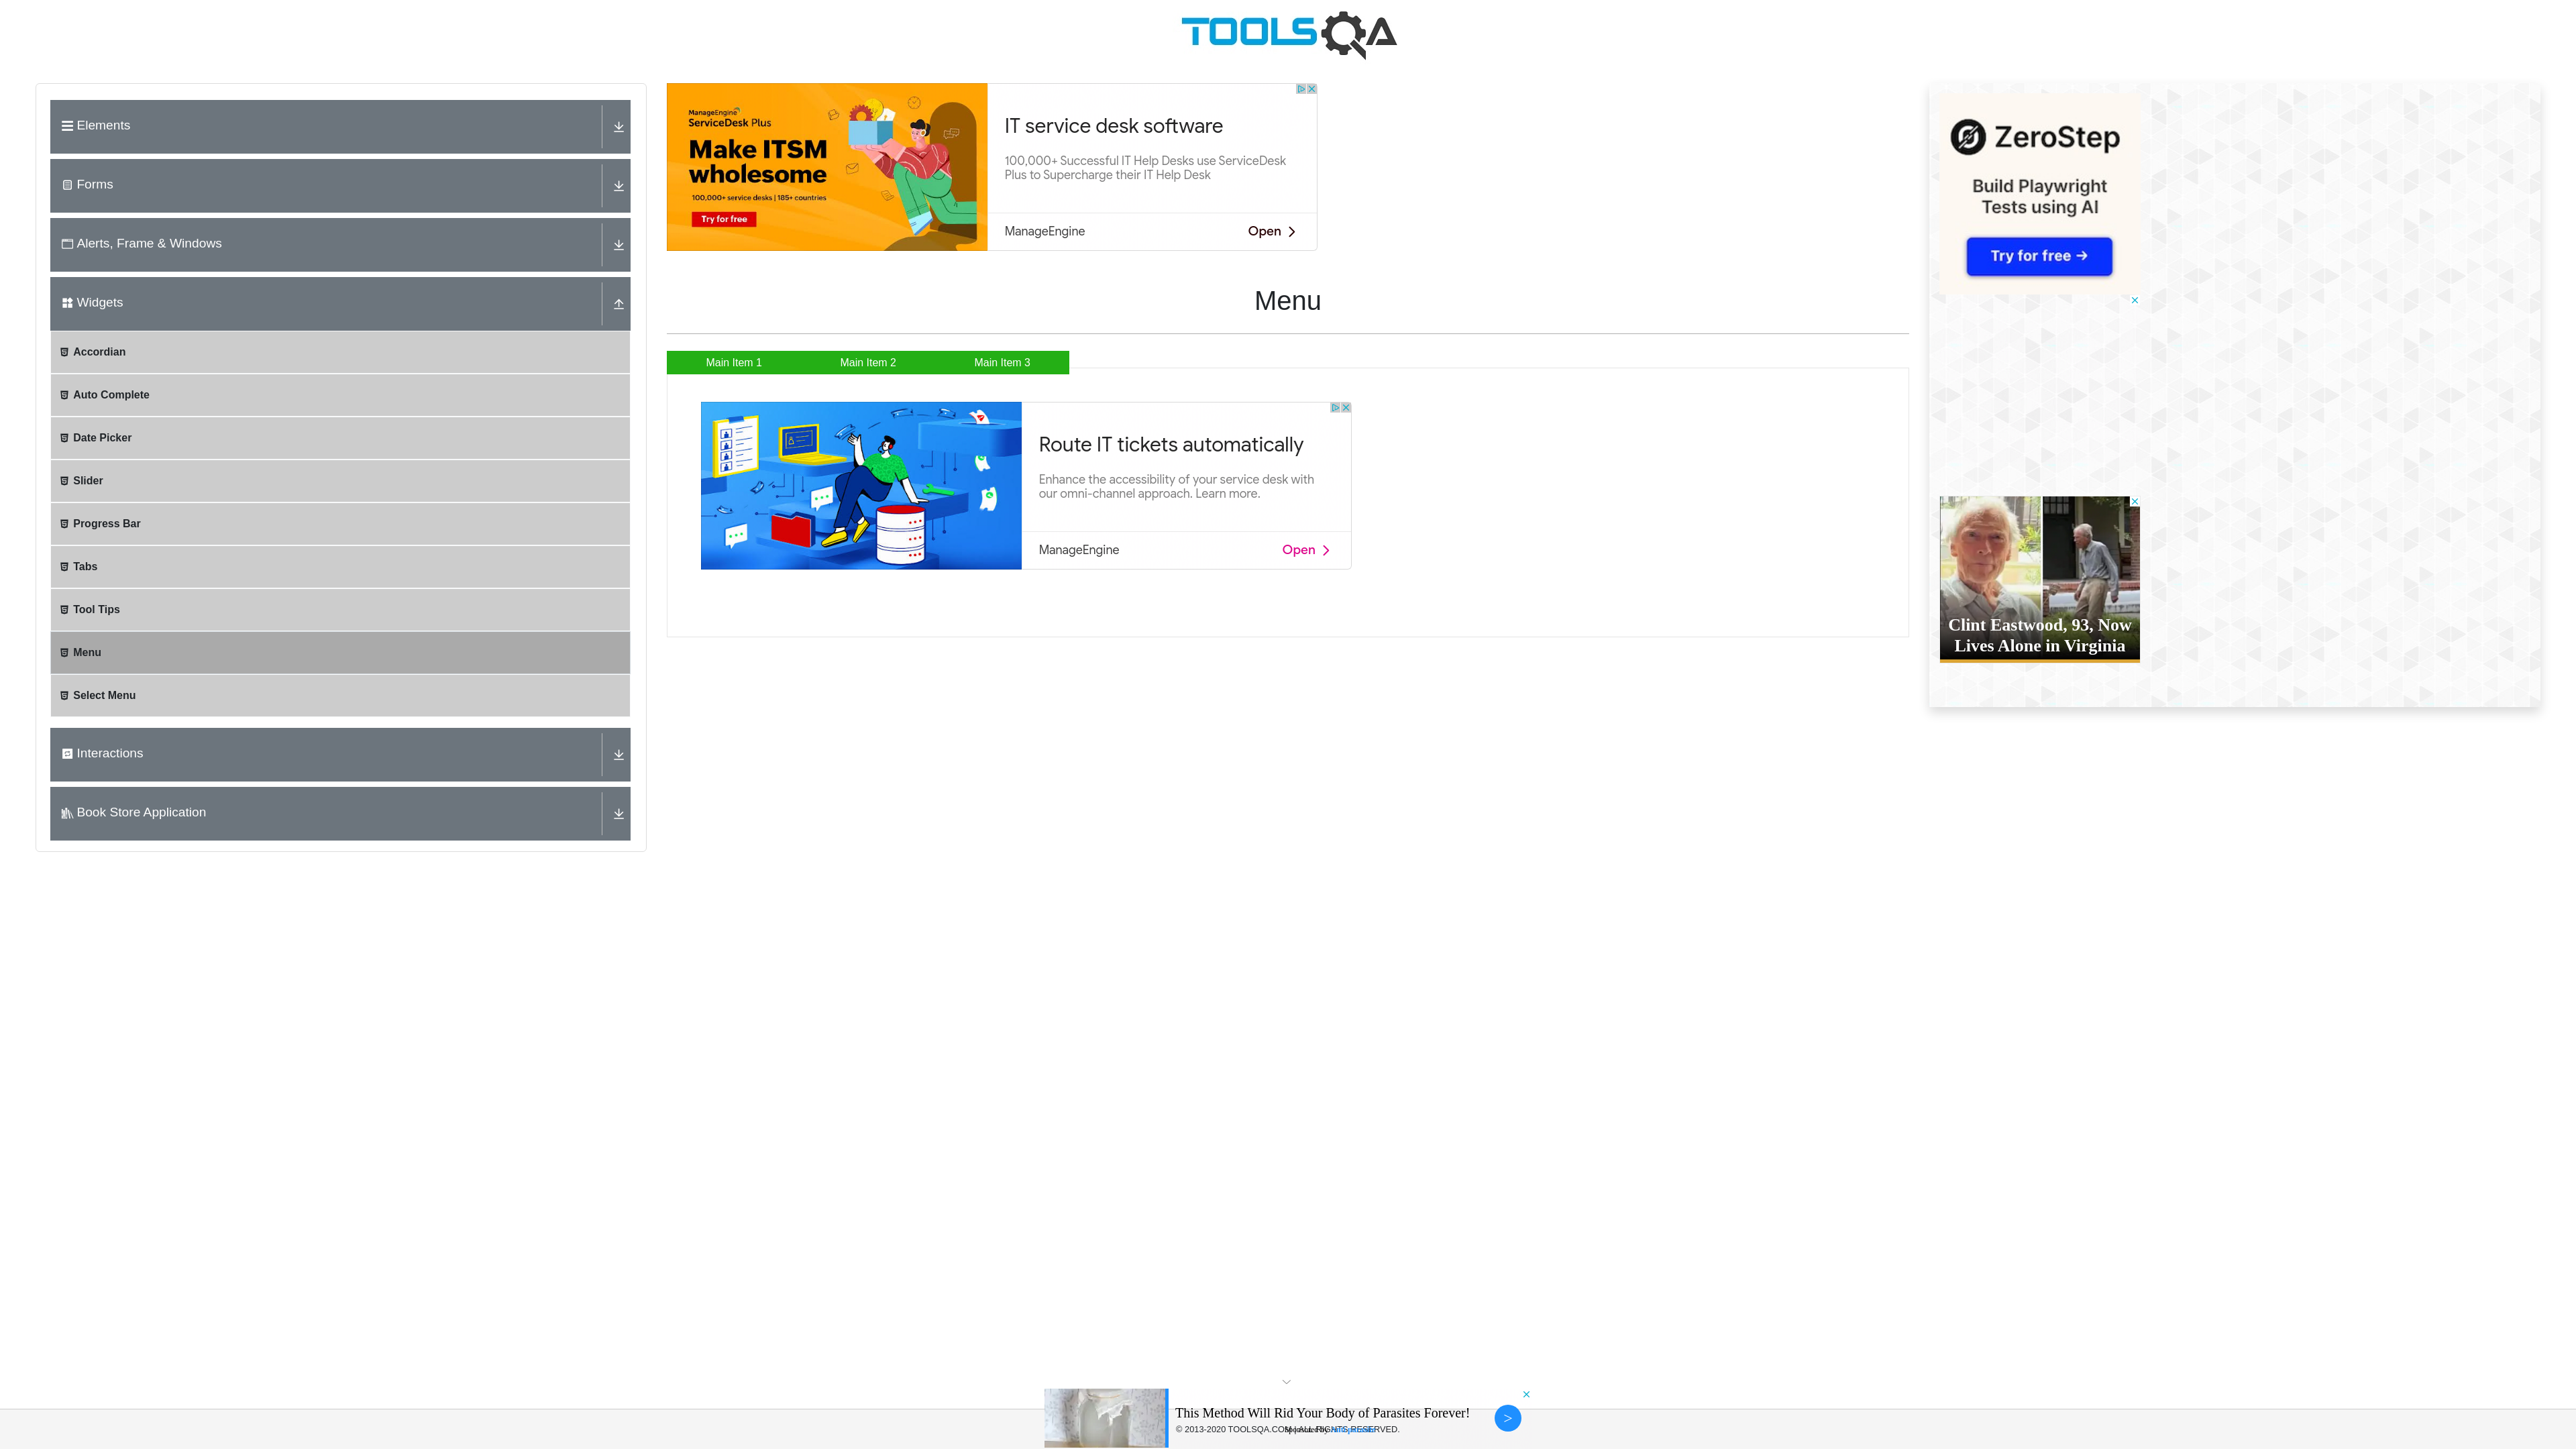 TOOLSQA
Elements
Forms
Alerts, Frame & Windows
Widgets
Accordian
Auto Complete
Date Picker
Slider
Progress Bar
Tabs
Tool Tips
Menu
Select Menu
Interactions
Book Store Application
ManageEngine
ServiceDesk Plus
Make ITSM
wholesome
100,000+ service desks | 185+ countries
Try for free
IT service desk software
100,000+ Successful IT Help Desks use ServiceDesk
Plus to Supercharge their IT Help Desk
ManageEngine
Open
Menu
Main Item 1
Main Item 2
Main Item 3
Route IT tickets automatically
Enhance the accessibility of your service desk with
our omni-channel approach. Learn more.
ManageEngine
Open
ZeroStep
Build Playwright
Tests using AI
Try for free →
Clint Eastwood, 93, Now
Lives Alone in Virginia
This Method Will Rid Your Body of Parasites Forever!
© 2013-2020 TOOLSQA.COM | ALL RIGHTS RESERVED.